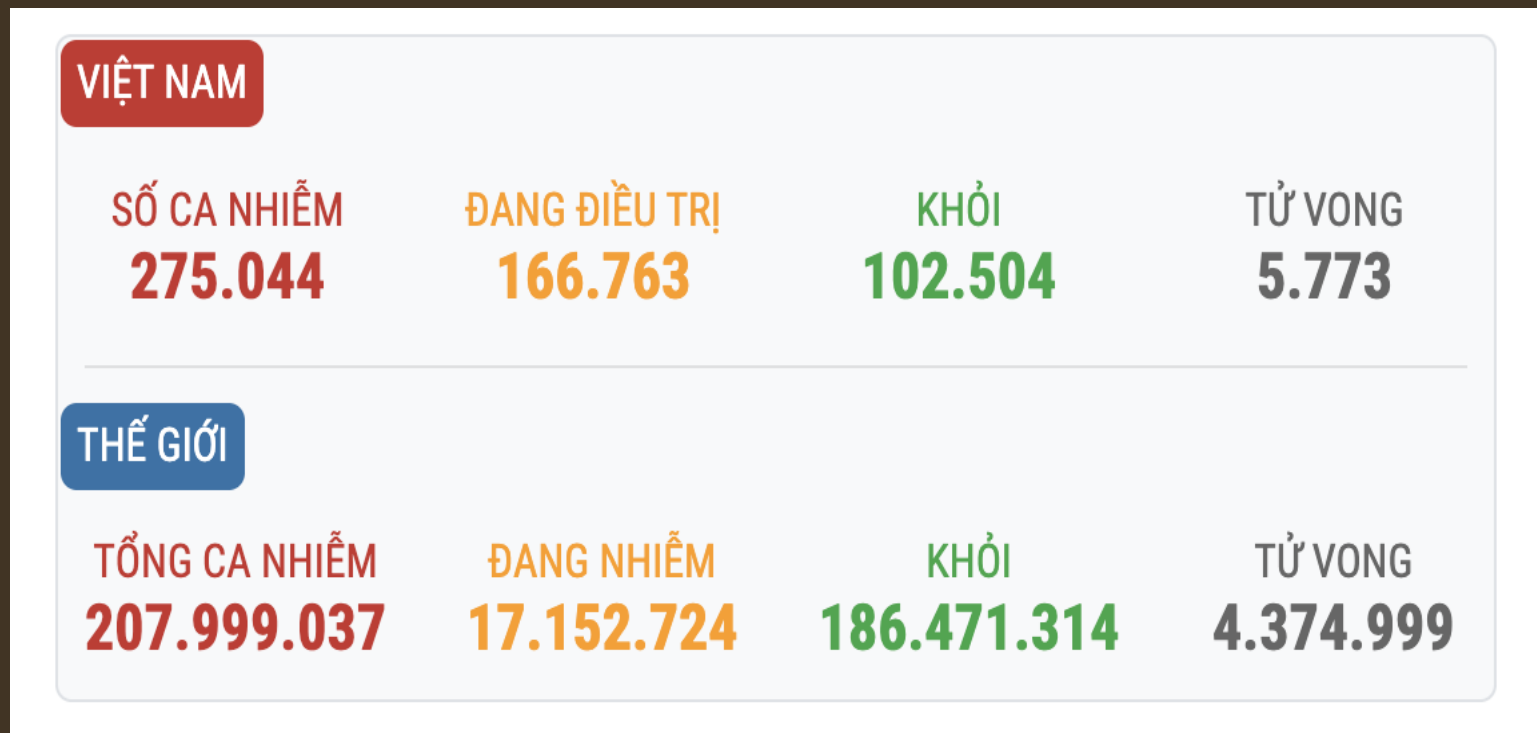 VIỆT NAM
SỐ CA NHIỄM ĐANG ĐIỀU TRỊ KHỎI TỬ VONG
275.044 166.763 102.504 5.773
THẾ GIỚI
TỔNG CA NHIỄM ĐANG NHIỄM KHỎI TỬ VONG
207.999.037 17.152.724 186.471.314 4.374.999